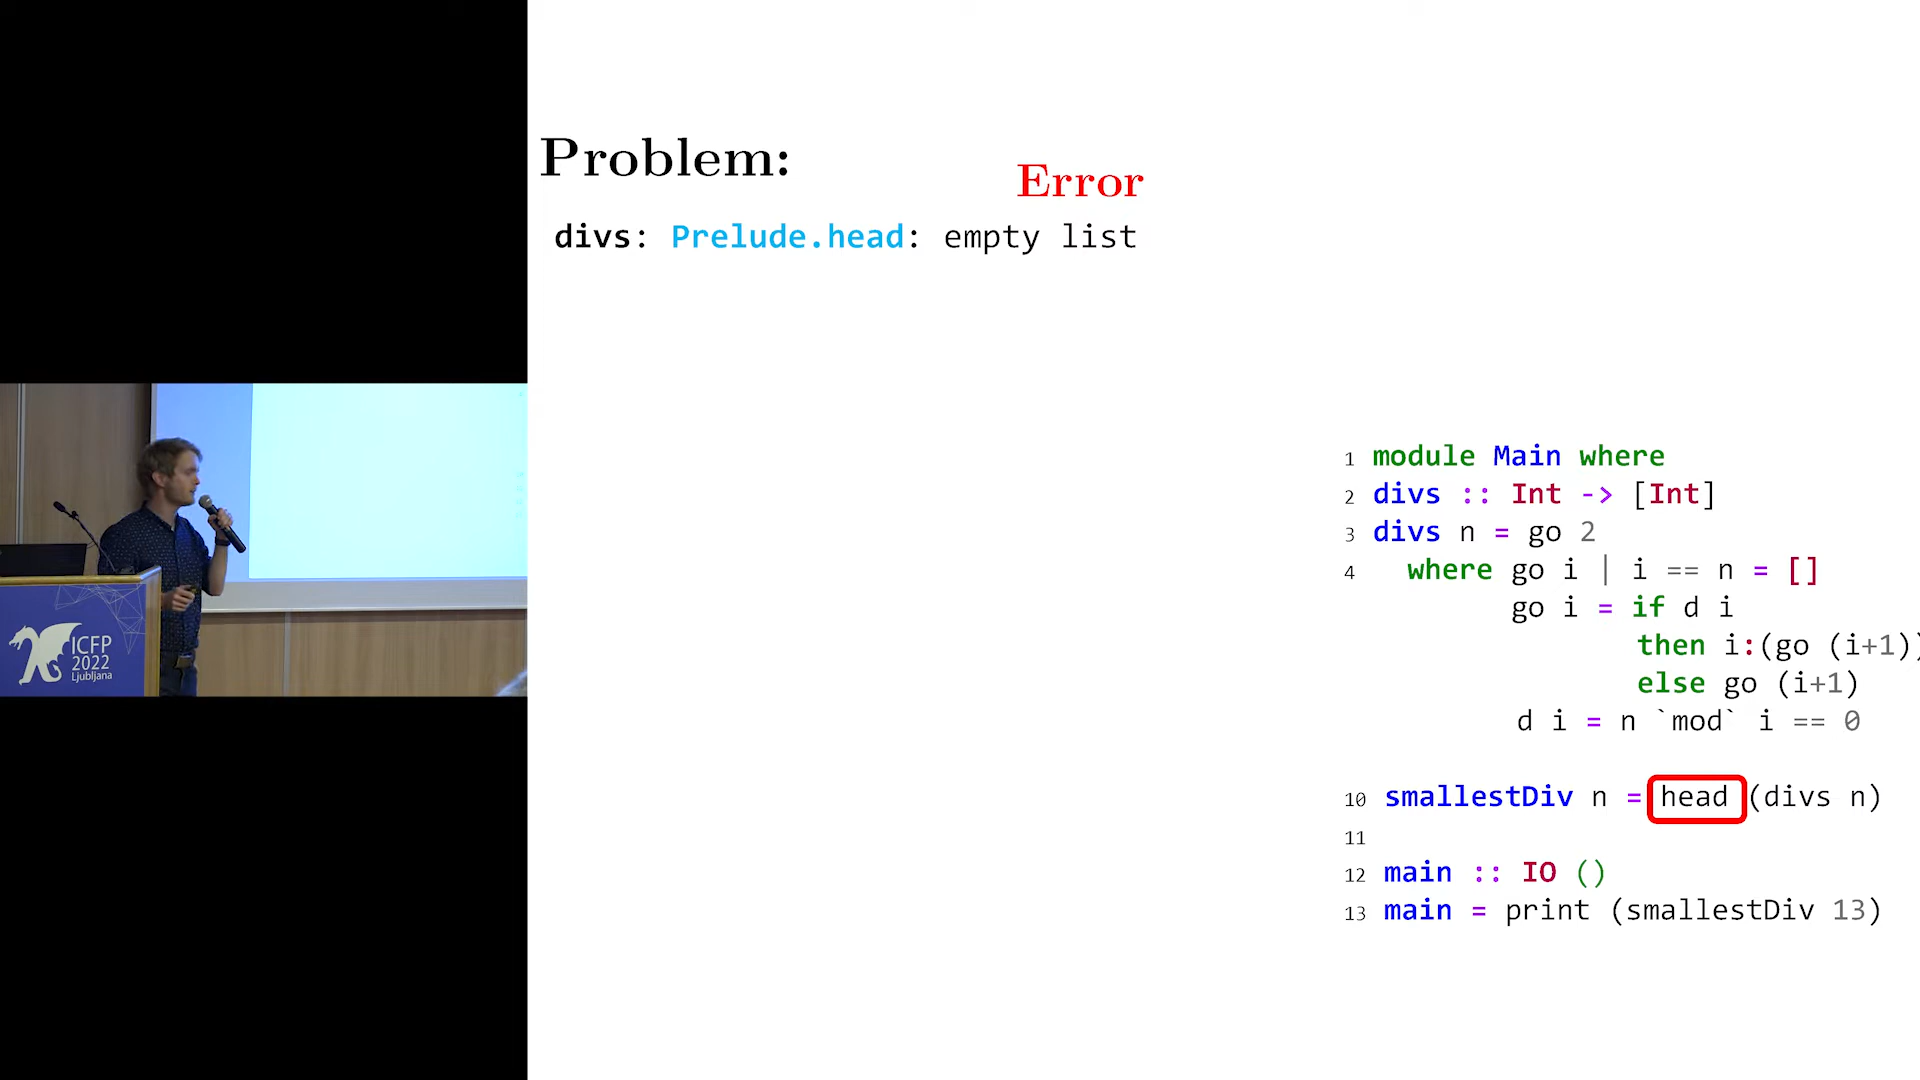 Problem:
Error
divs: Prelude.head: empty list
1 module Main where
2 divs :: Int -> [Int]
3 divs n = go 2
4 where go i | i == n = []
go i = if d i
then i:(go (i+1))
else go (i+1)
d i = n `mod` i == 0
10 smallestDiv n = head (divs n)
11
12 main :: IO ()
13 main = print (smallestDiv 13)
ICFP
2022
Ljubljana